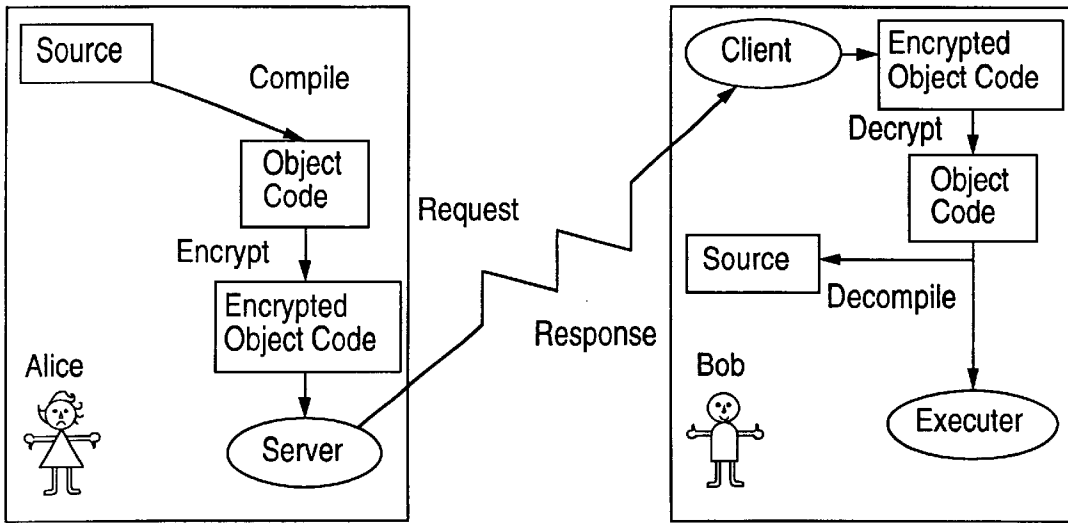 Source
Compile
Object
Code
Encrypt
Encrypted
Object Code
Alice
Server
Request
Response
Client
Encrypted
Object Code
Decrypt
Object
Code
Source
Decompile
Bob
Executer